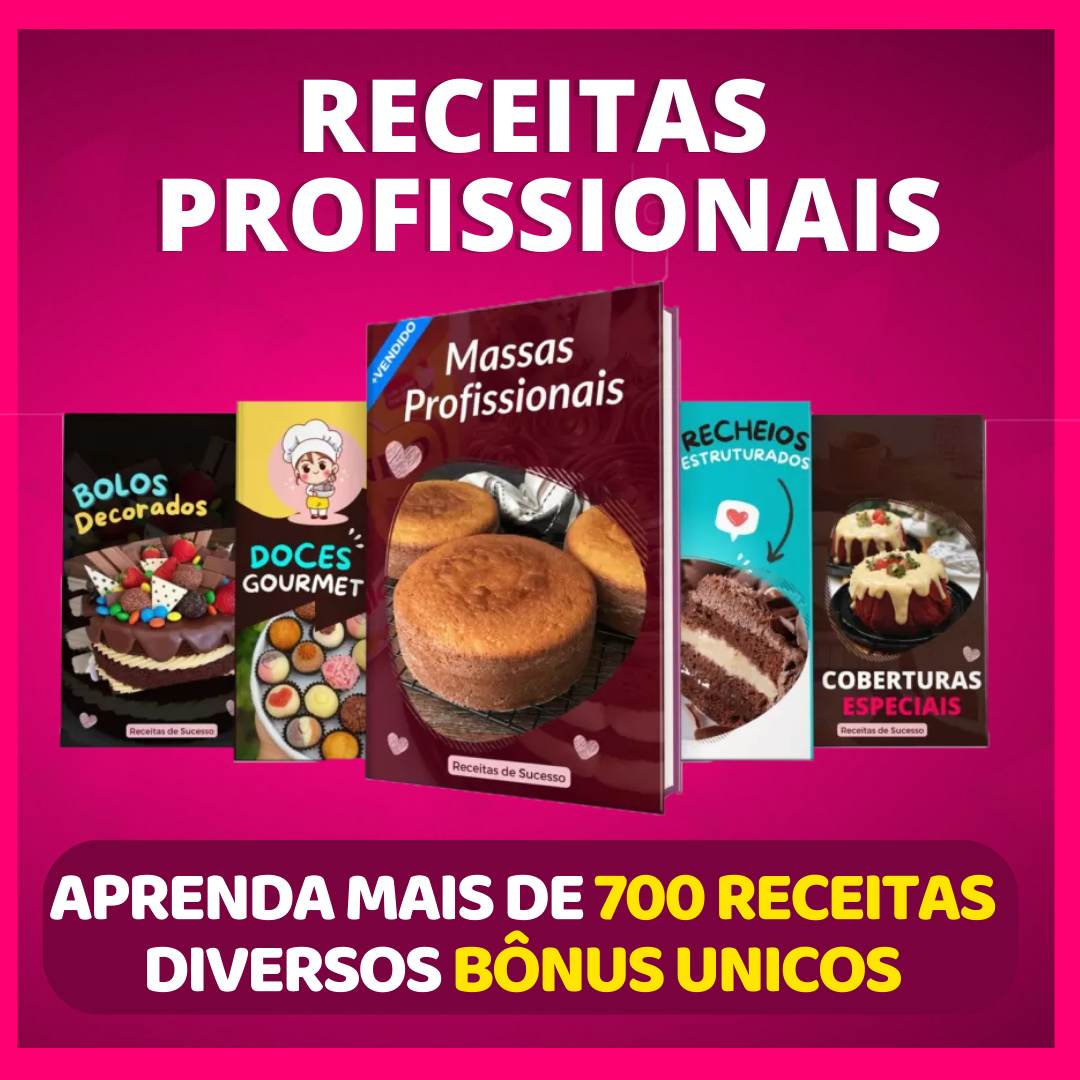 RECEITAS
PROFISSIONAIS
+VENDIDO
Massas
Profissionais
Receitas de Sucesso
BOLOS
Decorados
Receitas de Sucesso
DOCES
GOURMET
RECHEIOS
ESTRUTURADOS
COBERTURAS
ESPECIAIS
Receitas de Sucesso
APRENDA MAIS DE 700 RECEITAS
DIVERSOS BÔNUS UNICOS